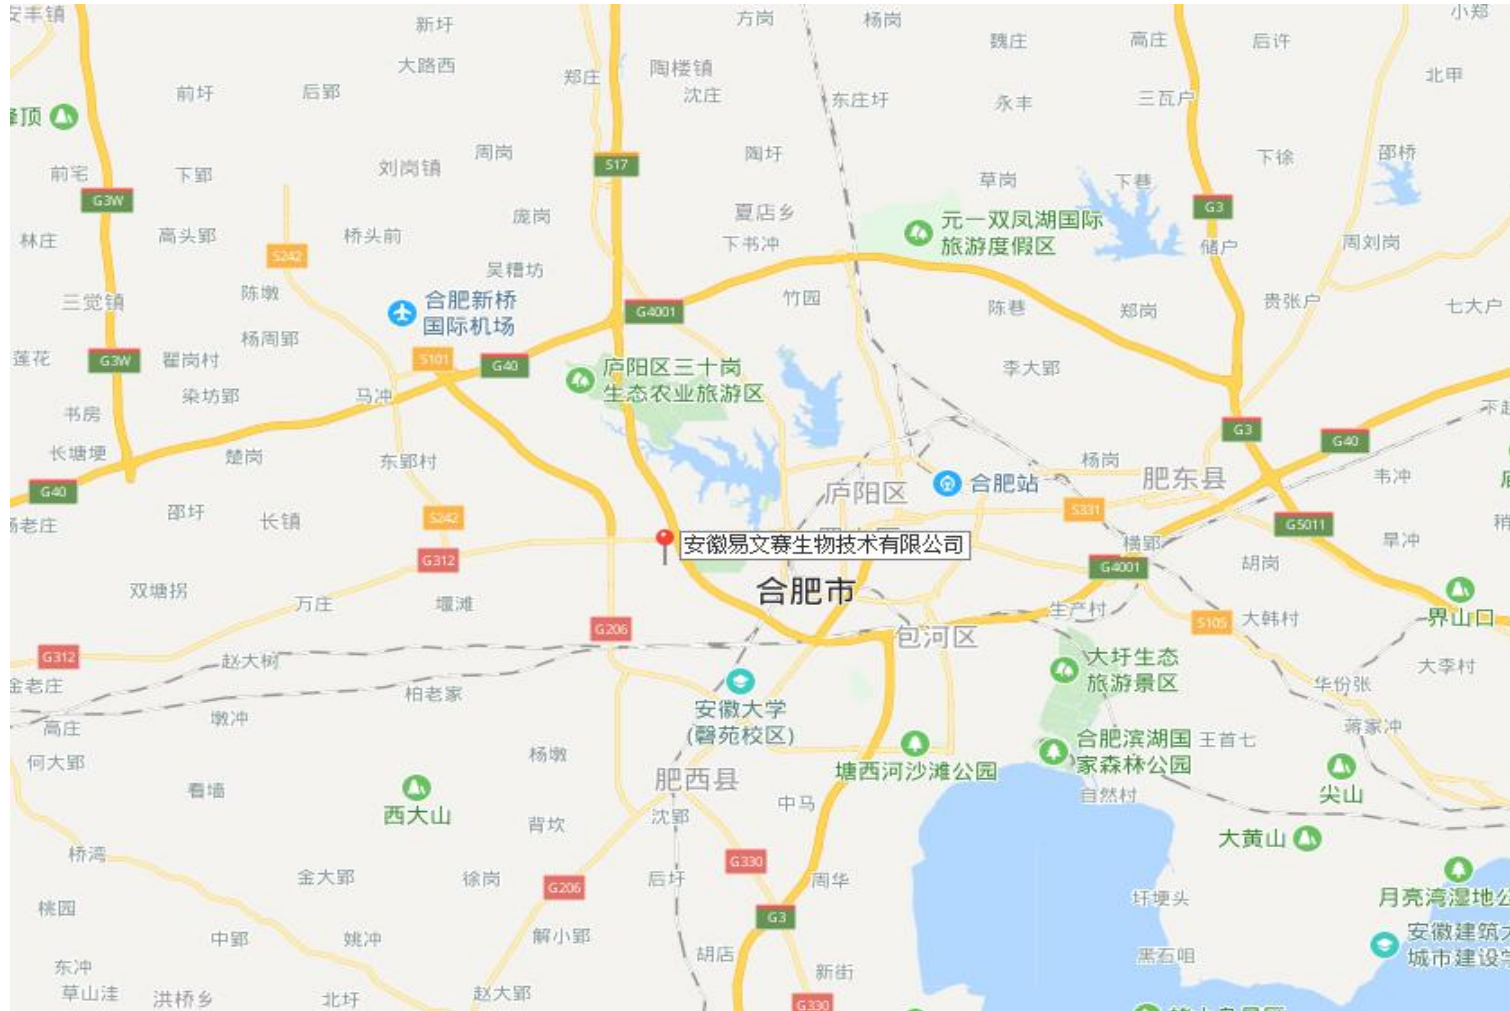 安丰镇
新圩
方岗
杨岗
小郑
魏庄
高庄
后许
大路西
郑庄
陶楼镇
北甲
前圩
后郢
沈庄
东庄圩
永丰
三瓦户
顶
S17
周岗
陶圩
下徐
邵桥
前宅
下郢
刘岗镇
草岗
下巷
G3W
G3
庞岗
夏店乡
元一双凤湖国际
旅游度假区
林庄
高头郢
桥头前
下书冲
储户
周刘岗
S242
吴糟坊
三觉镇
陈墩
合肥新桥
国际机场
竹园
陈巷
郑岗
贵张户
七大户
G4001
杨周郢
莲花
G3W
翟岗村
S101
G40
庐阳区三十岗
生态农业旅游区
李大郢
染坊郢
马冲
书房
G3
G40
长塘埂
楚岗
东郢村
杨岗
肥东县
韦冲
G40
庐阳区
合肥站
邵圩
长镇
S242
S331
G5011
老庄
安徽易文赛生物技术有限公司
横郢
旱冲
G312
G4001
胡岗
双塘拐
万庄
堰滩
合肥市
生产村
S105
大韩村
界山口
G206
包河区
G312
赵大树
大圩生态
旅游景区
大李村
金老庄
柏老家
安徽大学
(磬苑校区)
华份张
高庄
墩冲
蒋家冲
何大郢
杨墩
塘西河沙滩公园
合肥滨湖国
家森林公园
王首七
看墙
西大山
肥西县
中马
自然村
尖山
背坎
沈郢
大黄山
桥湾
G330
金大郢
徐岗
G206
后圩
周华
月亮湾湿地公
圩埂头
桃园
G3
中郢
姚冲
解小郢
安徽建筑大
城市建设学
胡店
黑石咀
东冲
新街
草山洼
洪桥乡
北圩
赵大郢
G330